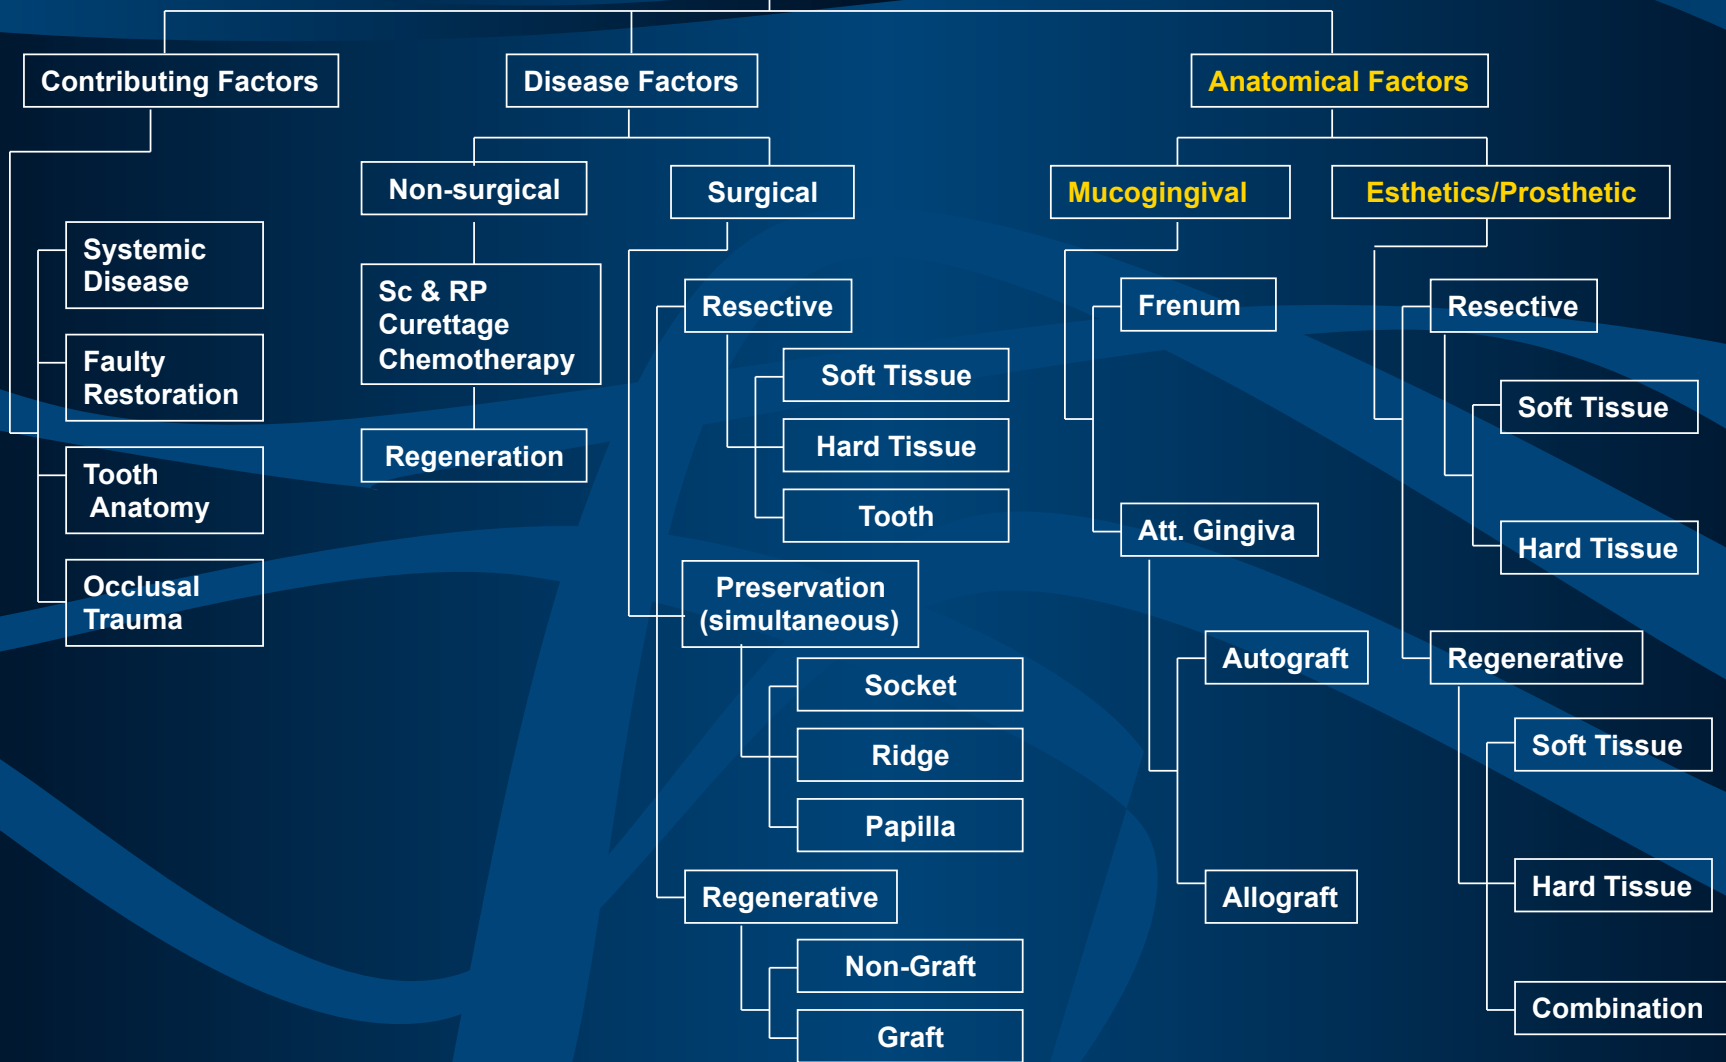 Contributing Factors
Systemic
Disease
Faulty
Restoration
Tooth
Anatomy
Occlusal
Trauma
Disease Factors
Non-surgical
Sc & RP
Curettage
Chemotherapy
Regeneration
Surgical
Resective
Soft Tissue
Hard Tissue
Tooth
Preservation
(simultaneous)
Socket
Ridge
Papilla
Regenerative
Non-Graft
Graft
Anatomical Factors
Mucogingival
Frenum
Att. Gingiva
Autograft
Allograft
Esthetics/Prosthetic
Resective
Soft Tissue
Hard Tissue
Regenerative
Soft Tissue
Hard Tissue
Combination